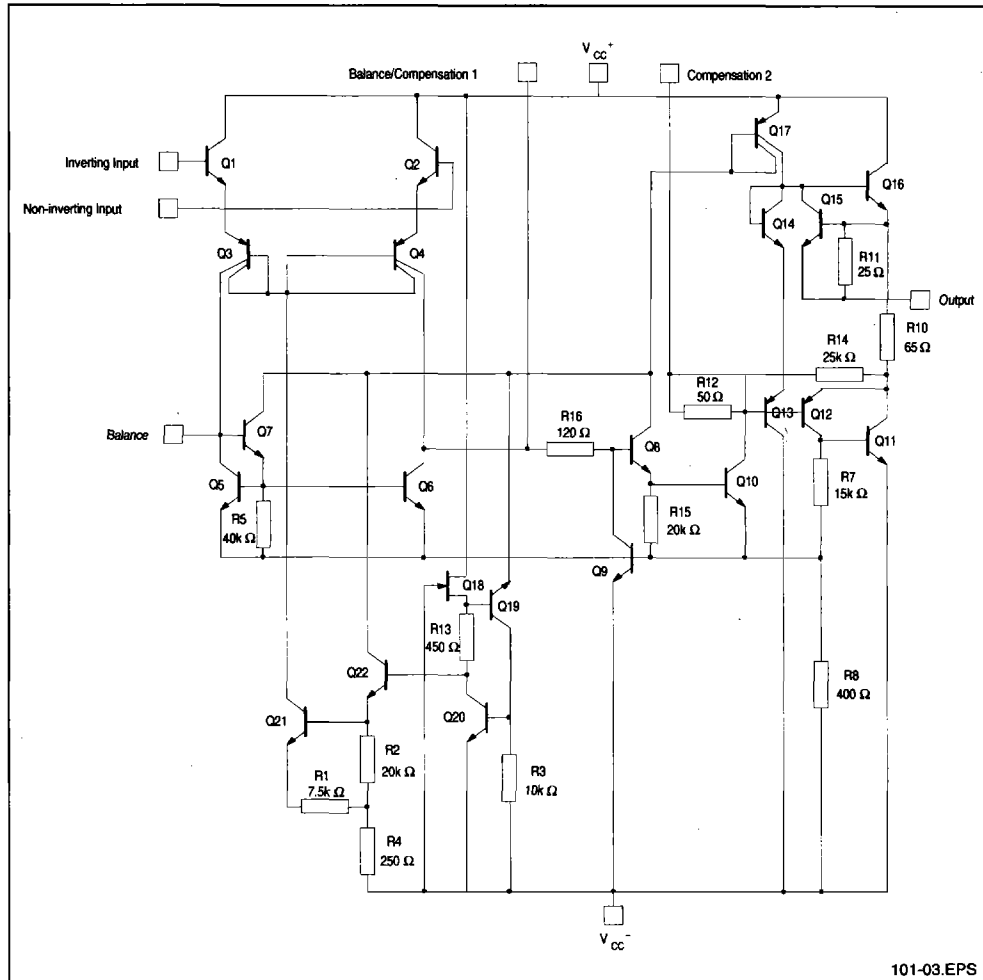 V CC +
Balance/Compensation 1
Compensation 2
Q17
Inverting Input
Q1
Q2
Q16
Q15
Non-inverting Input
Q14
R11
25 Ω
Q3
Q4
Output
R10
65 Ω
R14
25k Ω
R12
50 Ω
Q13
Q12
R16
120 Ω
Balance
Q7
Q8
Q11
R7
15k Ω
Q5
Q6
Q10
R5
40k Ω
R15
20k Ω
Q9
Q18
Q19
R13
450 Ω
Q22
R8
400 Ω
Q21
Q20
R2
20k Ω
R3
10k Ω
R1
7.5k Ω
R4
250 Ω
V CC -
101-03.EPS